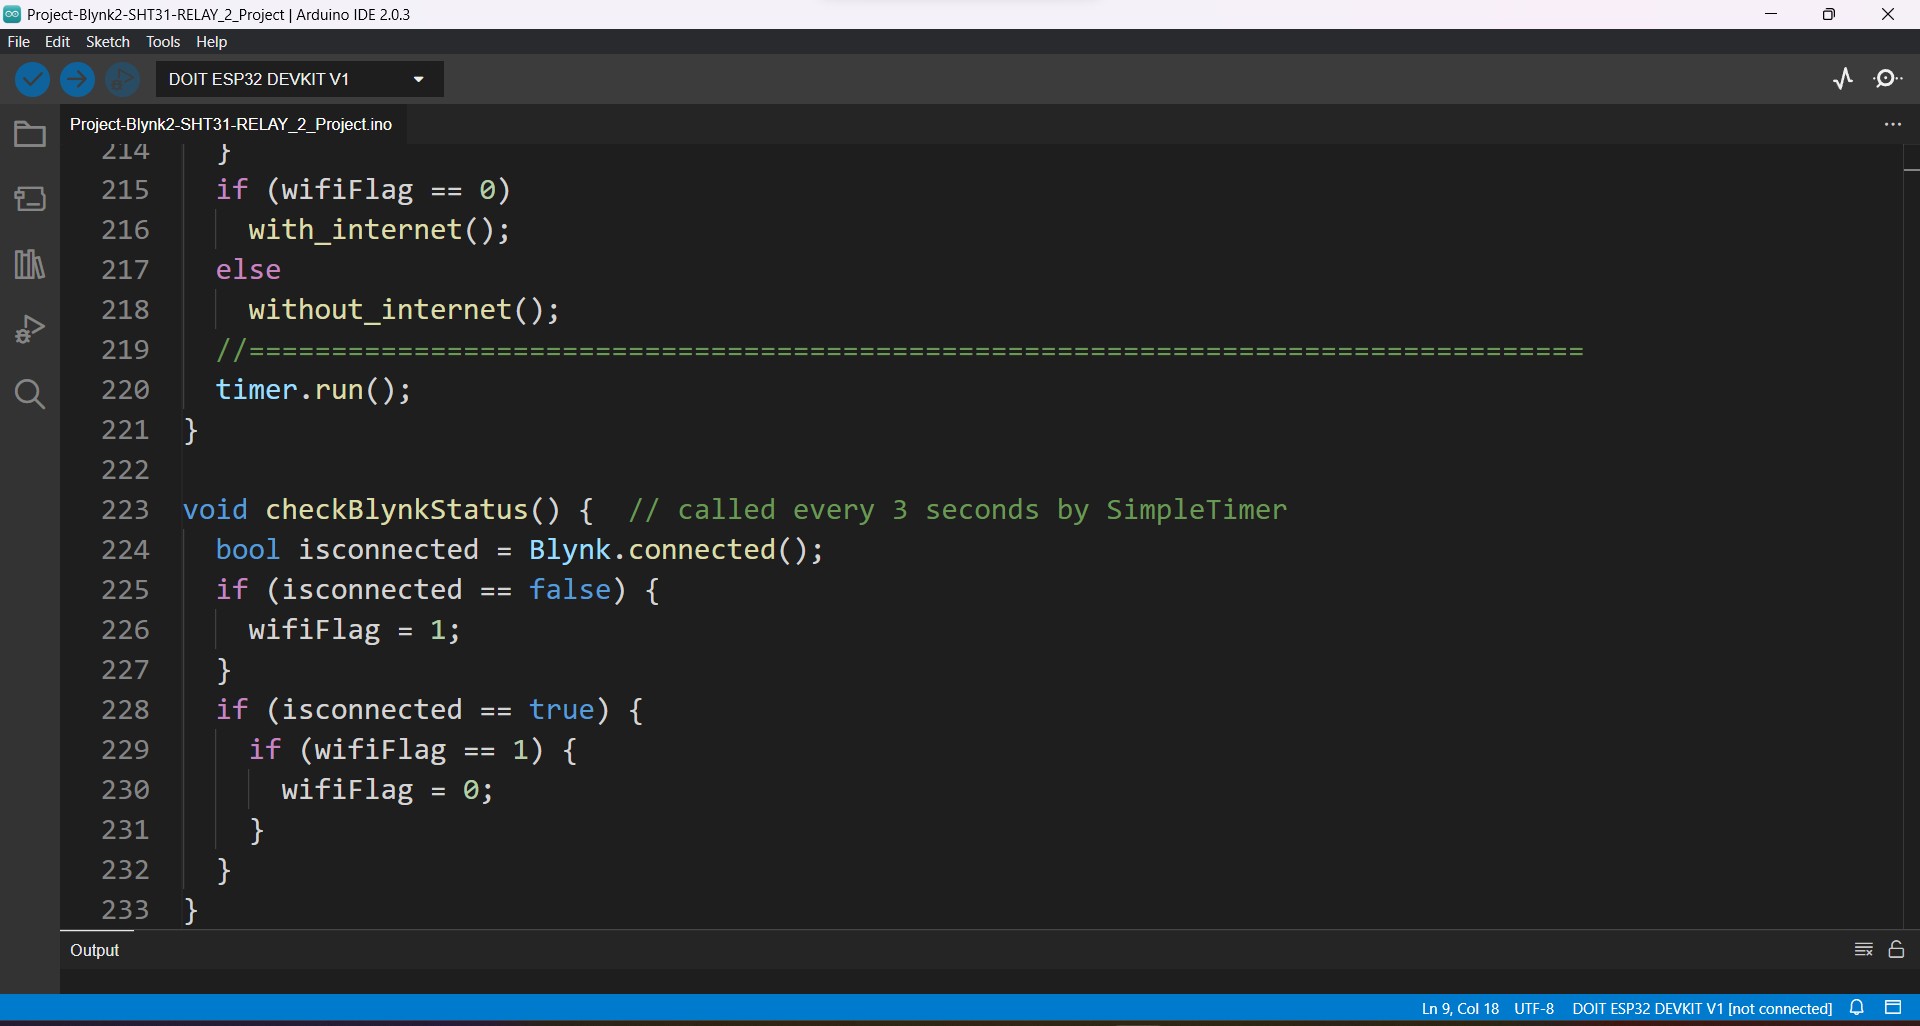 Project-Blynk2-SHT31-RELAY_2_Project | Arduino IDE 2.0.3
File Edit Sketch Tools Help
DOIT ESP32 DEVKIT V1
Project-Blynk2-SHT31-RELAY_2_Project.ino
214 }
215 if (wifiFlag == 0)
216 with_internet();
217 else
218 without_internet();
219 //=================================================================================
220 timer.run();
221 }
222
223 void checkBlynkStatus() { // called every 3 seconds by SimpleTimer
224 bool isconnected = Blynk.connected();
225 if (isconnected == false) {
226 wifiFlag = 1;
227 }
228 if (isconnected == true) {
229 if (wifiFlag == 1) {
230 wifiFlag = 0;
231 }
232 }
233 }
Output
Ln 9, Col 18 UTF-8 DOIT ESP32 DEVKIT V1 [not connected]